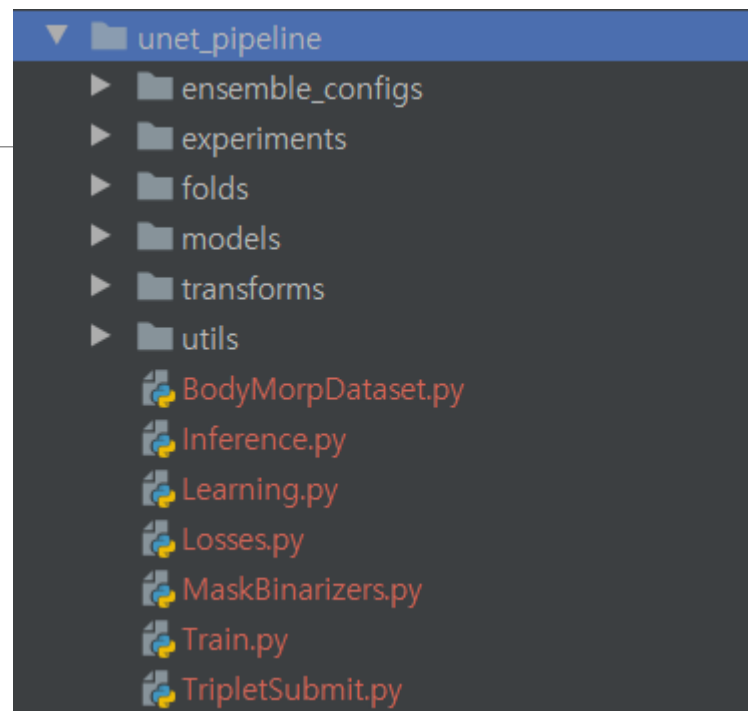 unet_pipeline
ensemble_configs
experiments
folds
models
transforms
utils
BodyMorpDataset.py
Inference.py
Learning.py
Losses.py
MaskBinarizers.py
Train.py
TripletSubmit.py